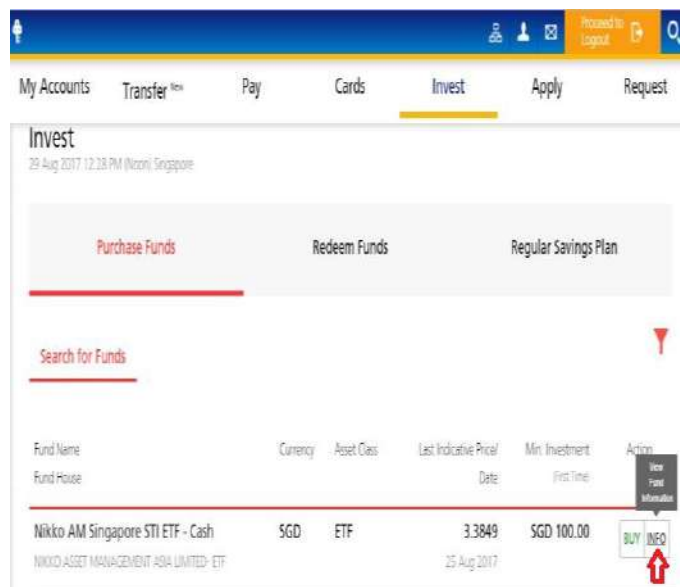 Proceed to
Logout
My Accounts Transfer New Pay Cards Invest Apply Request
Invest
29 Aug 2017 12:28 PM (Noon) Singapore
Purchase Funds Redeem Funds Regular Savings Plan
Search for Funds
Fund Name Currency Asset Class Last Indicative Price/ Min. Investment Action
Fund House Date (First Time)
View
Fund
Information
Nikko AM Singapore STI ETF - Cash SGD ETF 3.3849 SGD 100.00 BUY INFO
NIKKO ASSET MANAGEMENT ASIA LIMITED- ETF 25 Aug 2017